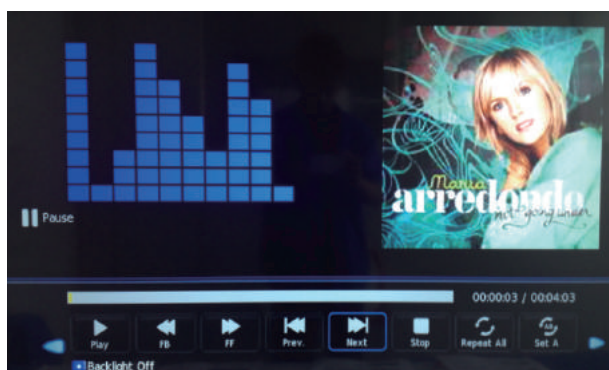 Maria
arredondo
not going under
Pause
00:00:03 / 00:04:03
Play
FB
FF
Prev.
Next
Stop
Repeat All
AB
Set A
Backlight Off